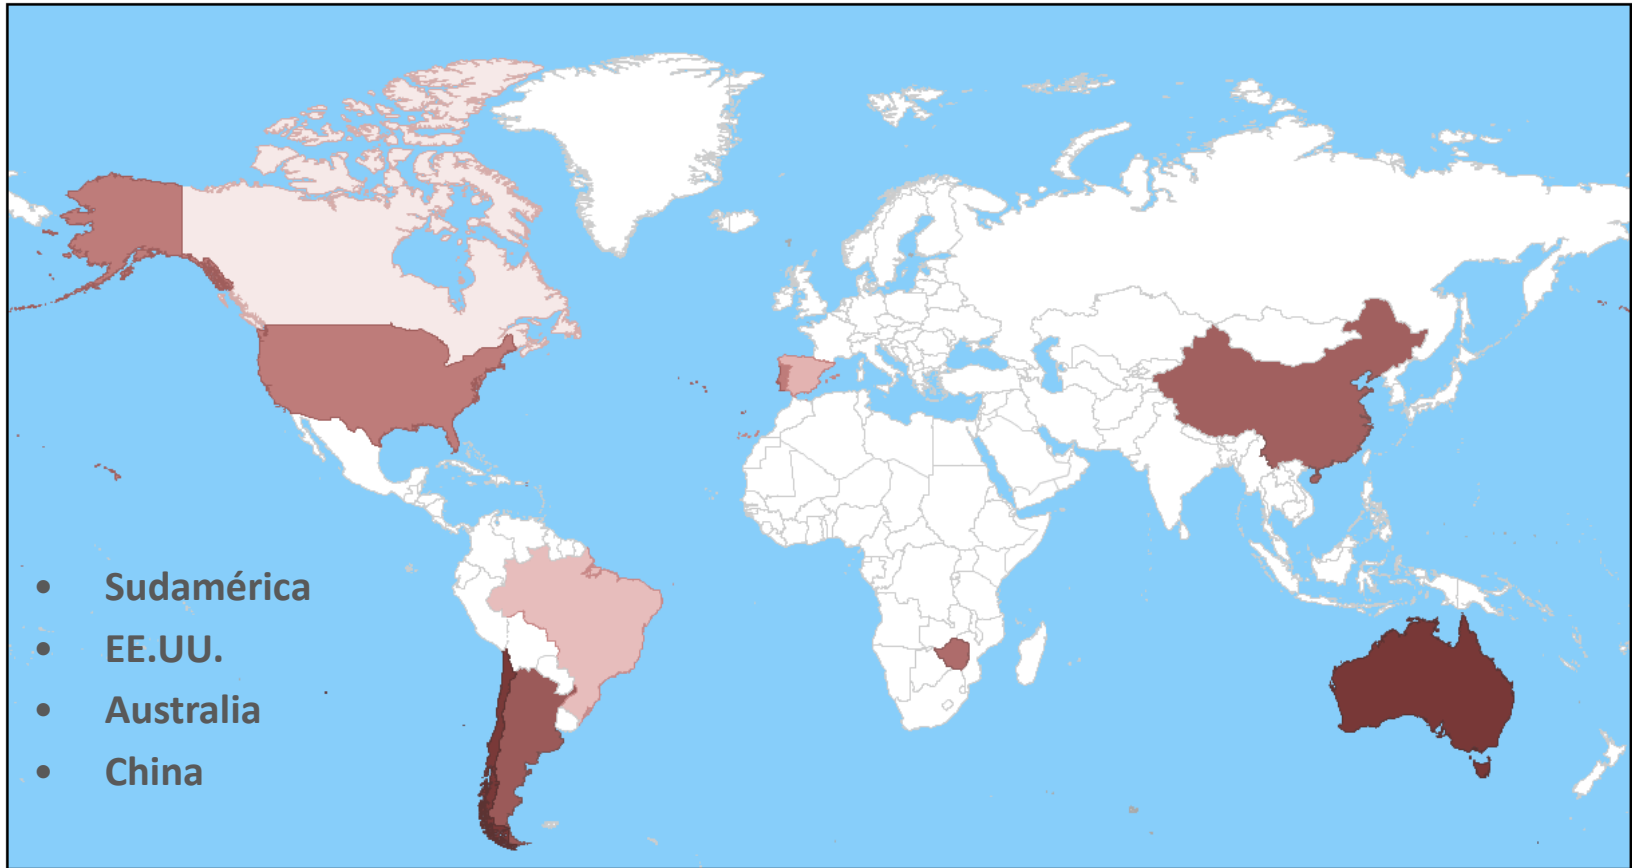 • Sudamérica
• EE.UU.
• Australia
• China